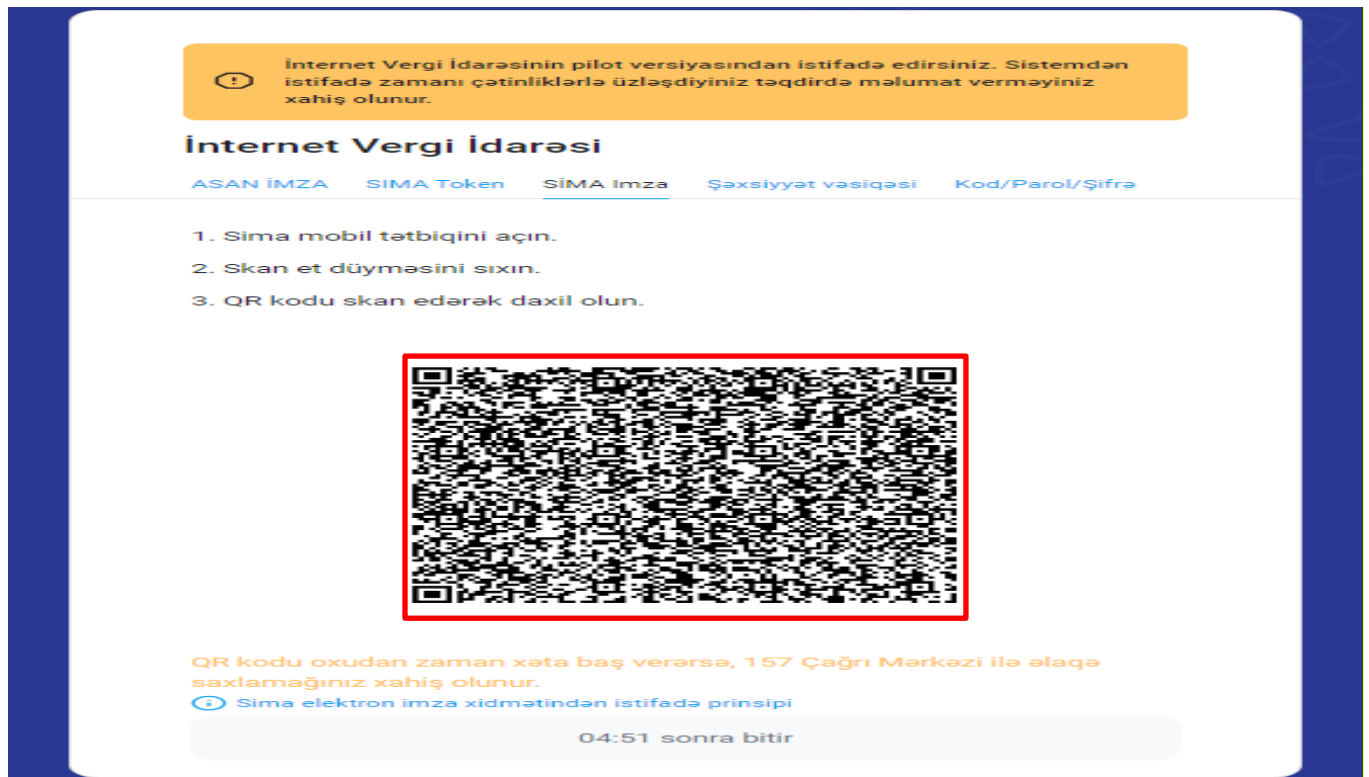 İnternet Vergi İdarəsinin pilot versiyasından istifadə edirsiniz. Sistemdən
istifadə zamanı çətinliklərlə üzləşdiyiniz təqdirdə məlumat verməyiniz
xahiş olunur.
İnternet Vergi İdarəsi
ASAN İMZA SIMA Token SİMA Imza Şəxsiyyət vəsiqəsi Kod/Parol/Şifrə
1. Sima mobil tətbiqini açın.
2. Skan et düyməsini sıxın.
3. QR kodu skan edərək daxil olun.
QR kodu oxudan zaman xəta baş verərsə, 157 Çağrı Mərkəzi ilə əlaqə
saxlamağınız xahiş olunur.
Sima elektron imza xidmətindən istifadə prinsipi
04:51 sonra bitir